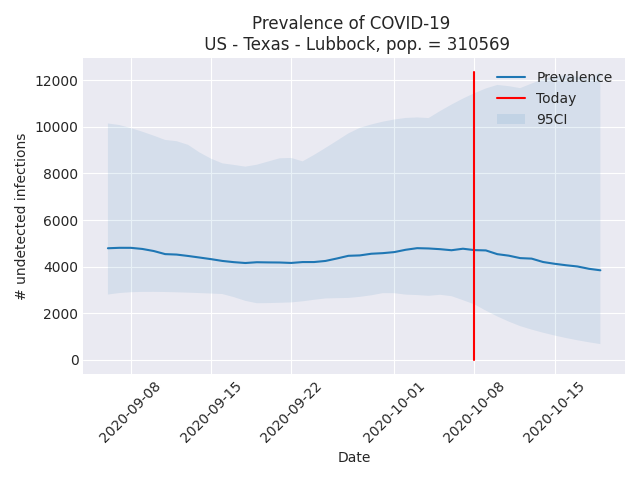 Prevalence of COVID-19
US - Texas - Lubbock, pop. = 310569
12000
10000
8000
6000
4000
2000
0
# undetected infections
Prevalence
Today
95CI
2020-09-08
2020-09-15
2020-09-22
2020-10-01
2020-10-08
2020-10-15
Date